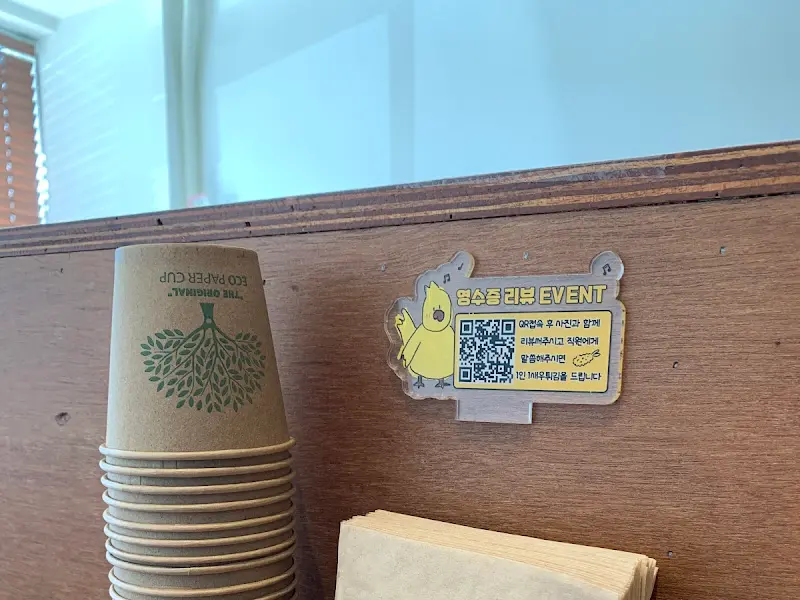 "THE ORIGINAL"
ECO PAPER CUP
영수증 리뷰 EVENT
QR접속 후 사진과 함께
리뷰써주시고 직원에게
말씀해주시면
1인 1새우튀김을 드립니다